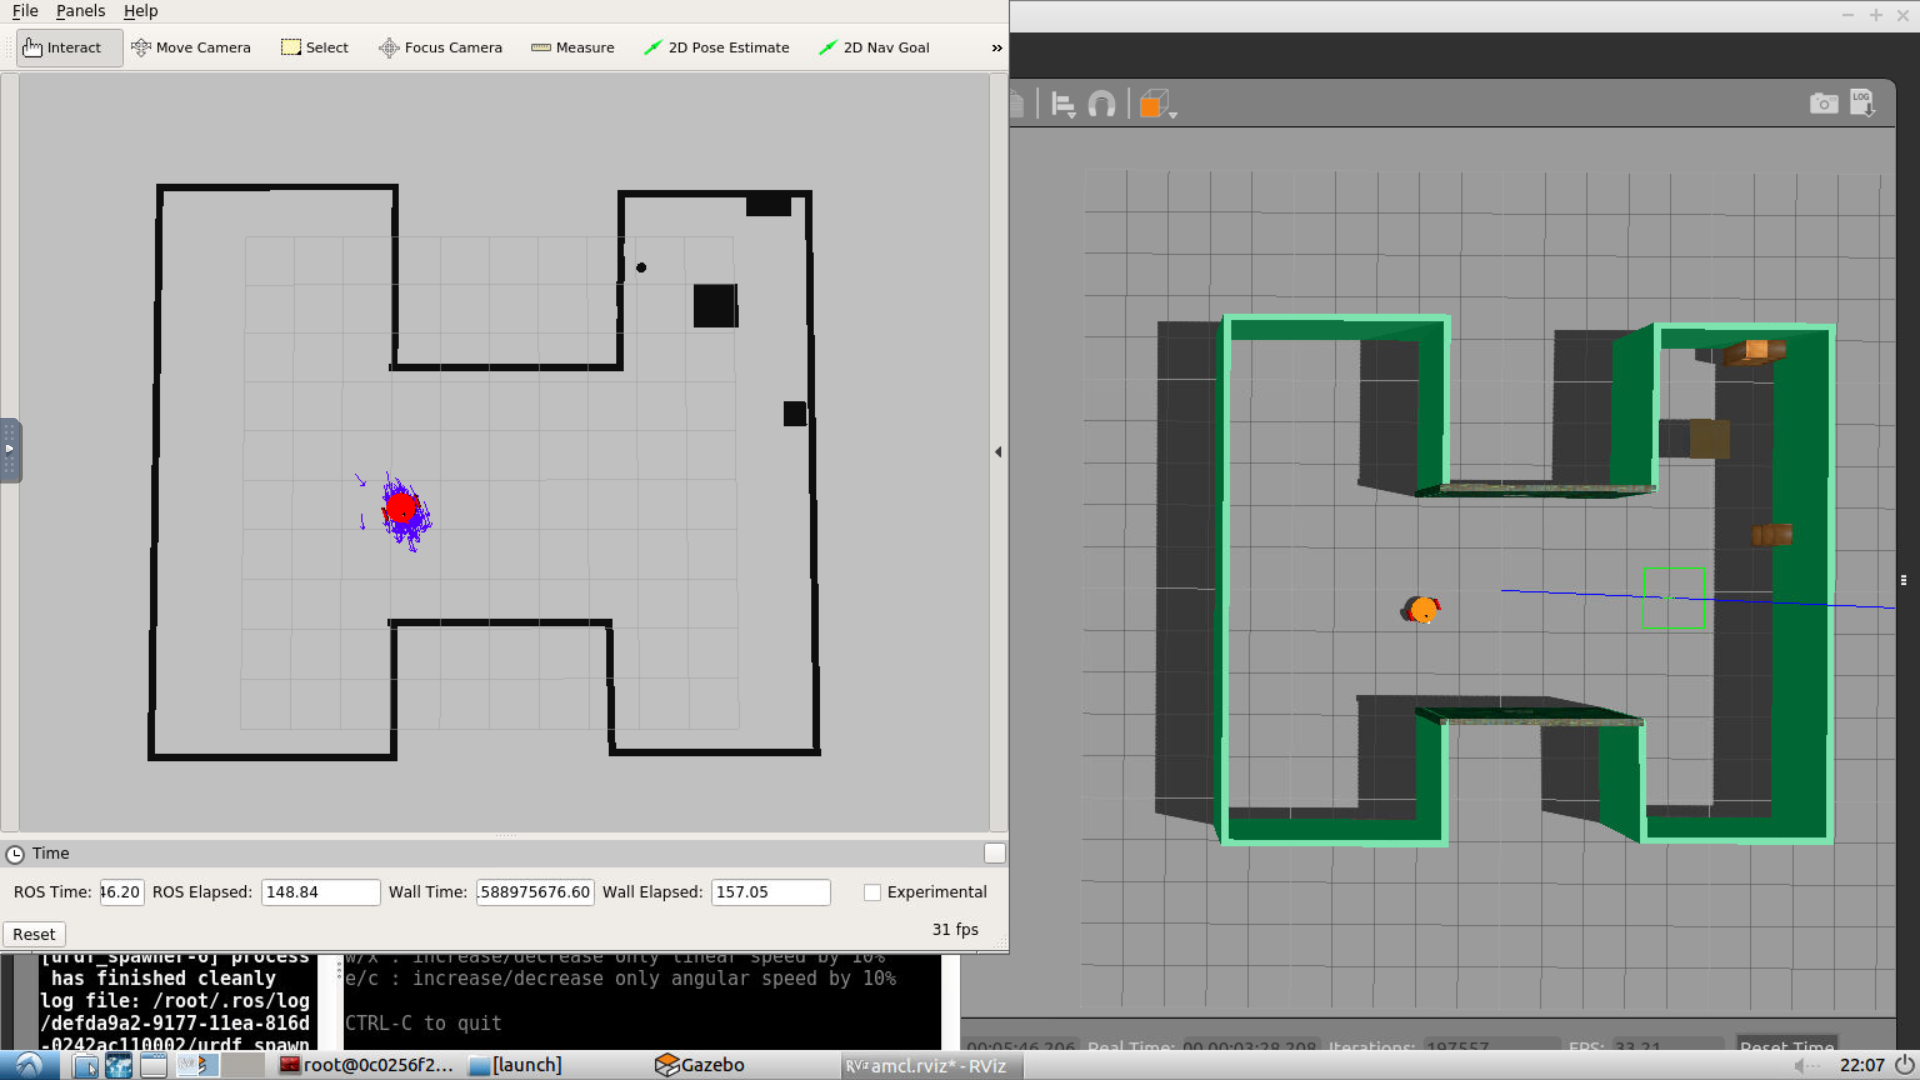 File Panels Help
Interact Move Camera Select Focus Camera Measure 2D Pose Estimate 2D Nav Goal »
LOG
Time
ROS Time: 46.20 ROS Elapsed: 148.84 Wall Time: .588975676.60 Wall Elapsed: 157.05 Experimental
Reset 31 fps
[urdf_spawner-6] process
has finished cleanly
log file: /root/.ros/log
/defda9a2-9177-11ea-816d
-0242ac110002/urdf_spawn
w/x : increase/decrease only linear speed by 10%
e/c : increase/decrease only angular speed by 10%
CTRL-C to quit
00:05:46.206 Real Time: 00 00:03:28.208 Iterations: 197557 FPS: 33.21 Reset Time
root@0c0256f2... [launch] Gazebo RViz amcl.rviz* - RViz 22:07